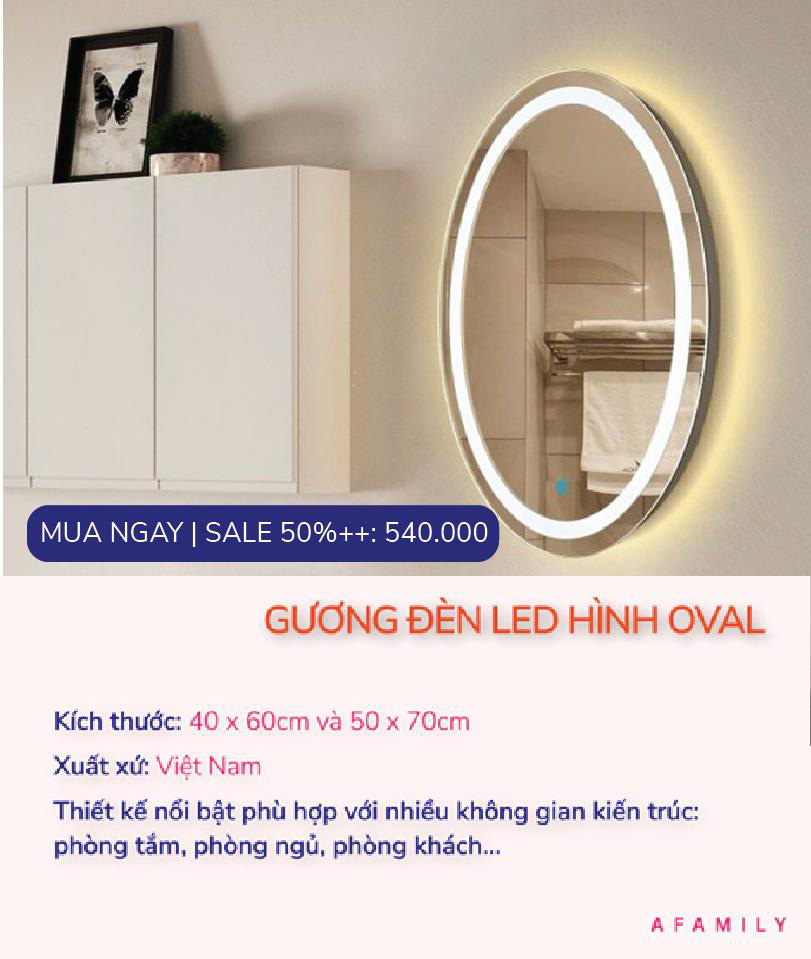 MUA NGAY | SALE 50%++: 540.000
GƯƠNG ĐÈN LED HÌNH OVAL
Kích thước: 40 x 60cm và 50 x 70cm
Xuất xứ: Việt Nam
Thiết kế nổi bật phù hợp với nhiều không gian kiến trúc:
phòng tắm, phòng ngủ, phòng khách...
AFAMILY